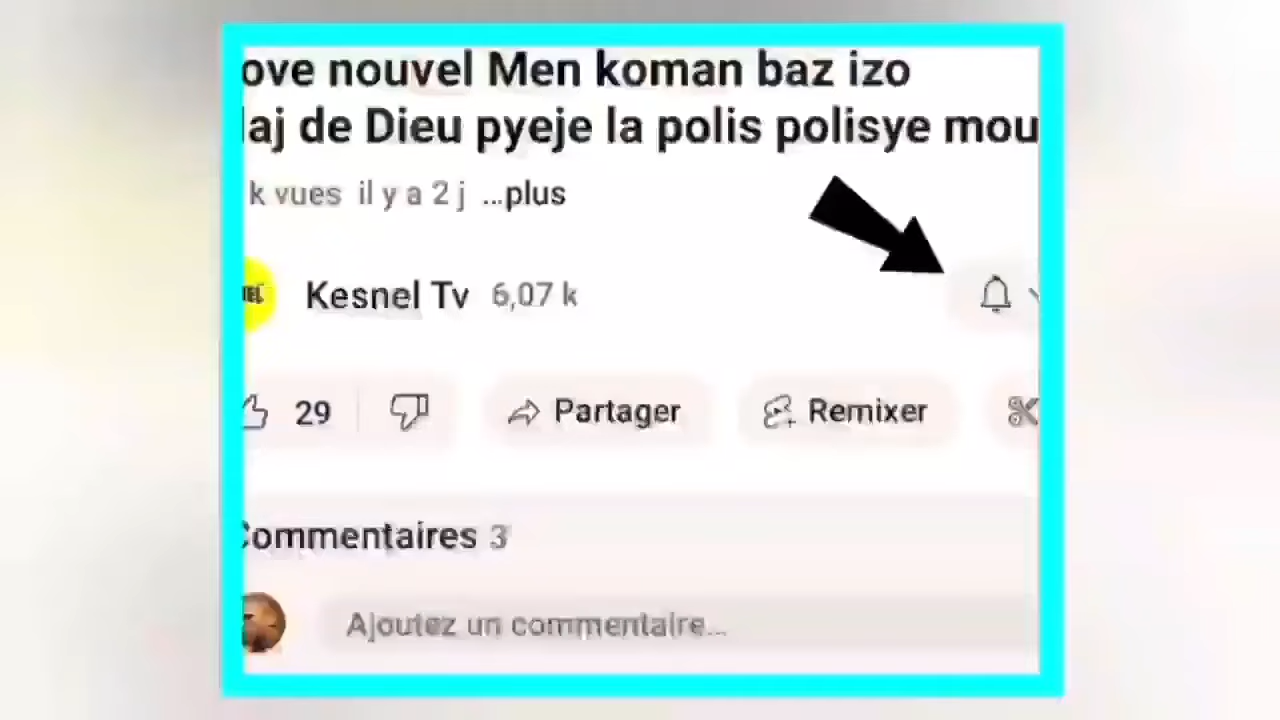 ove nouvel Men koman baz izo
laj de Dieu pyeje la polis polisye mou
k vues il y a 2 j ...plus
Kesnel Tv 6,07 k
29 Partager Remixer
Commentaires 3
Ajoutez un commentaire...